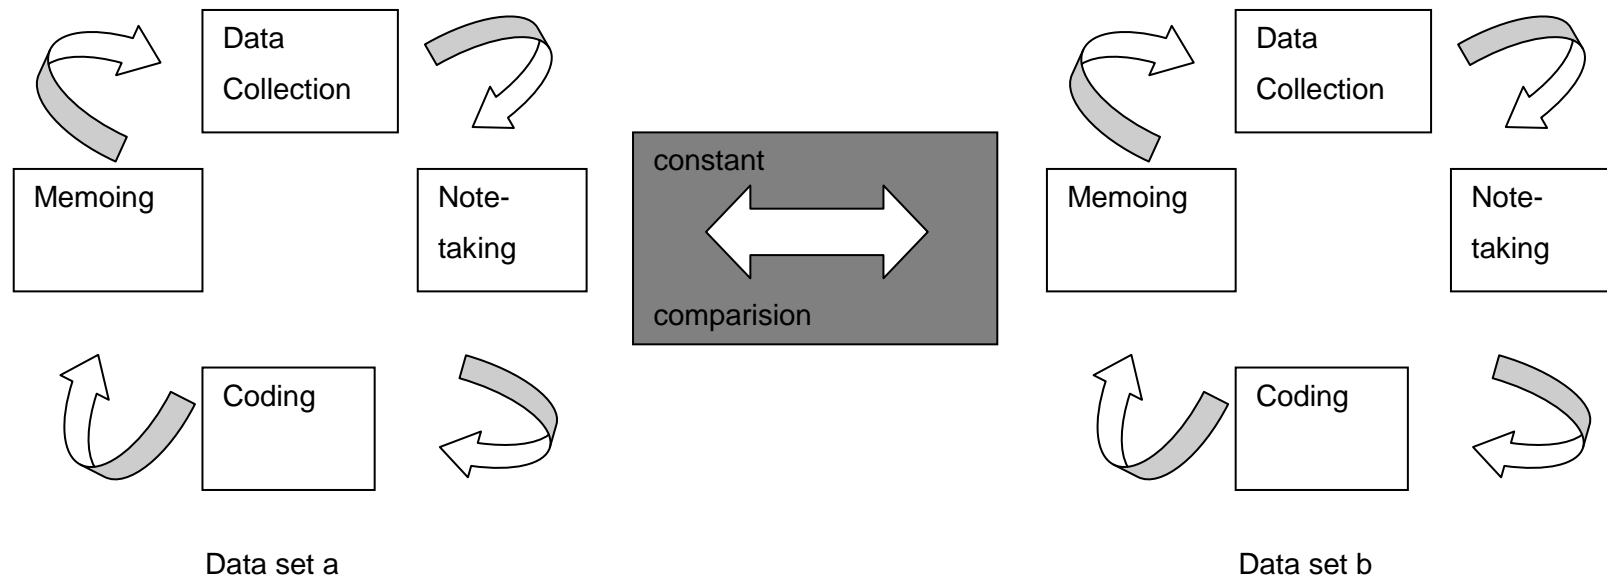 Data
Collection
Memoing
Note-
taking
Coding
Data set a
constant
comparision
Data
Collection
Memoing
Note-
taking
Coding
Data set b